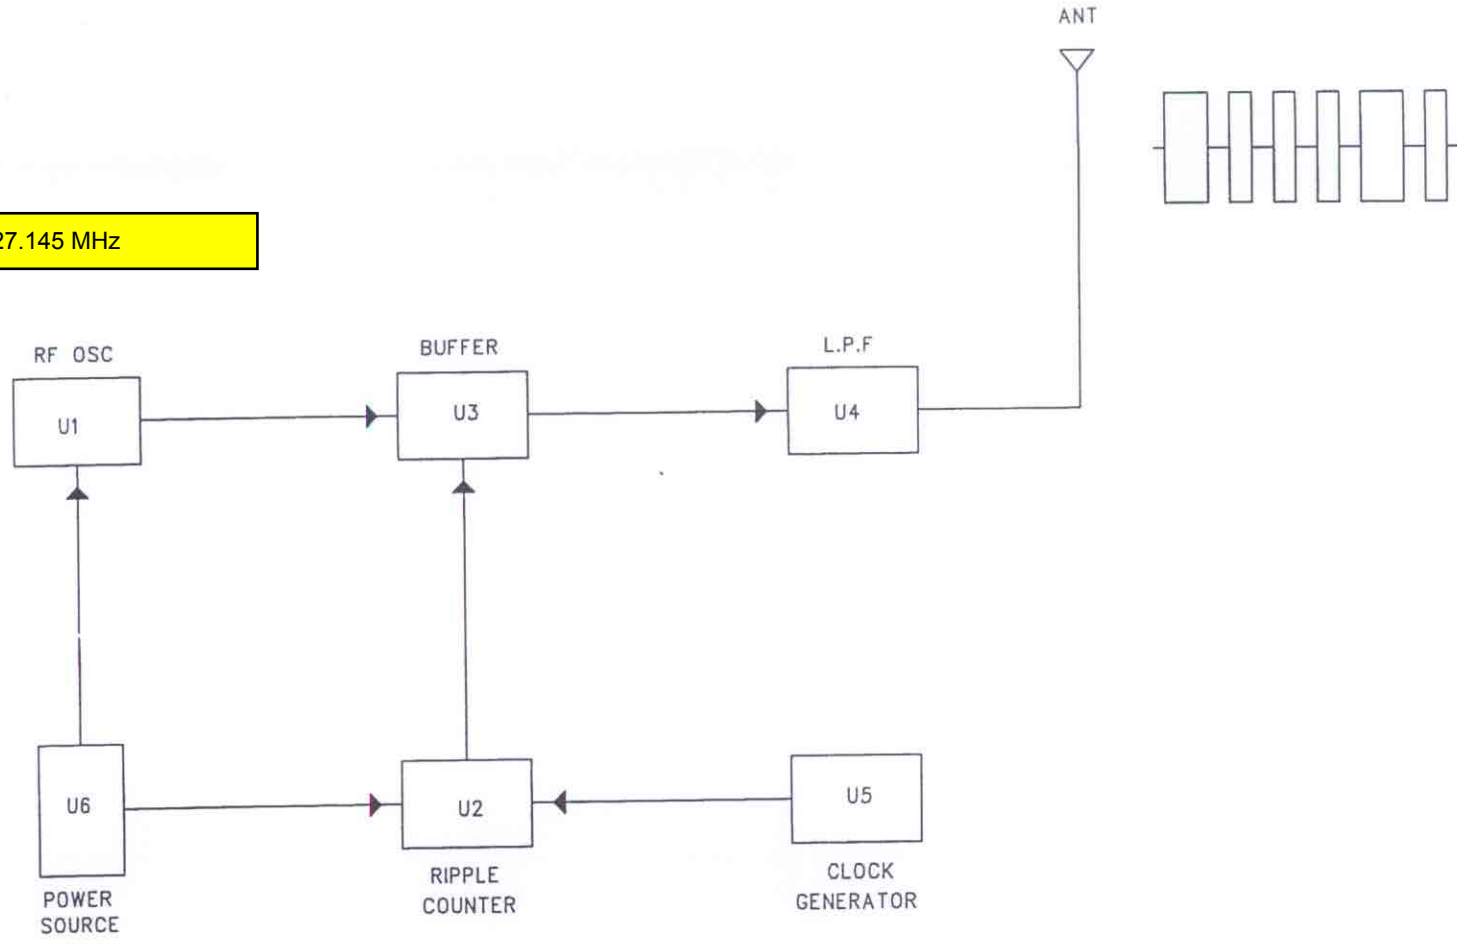 ANT
27.145 MHz
RF OSC
BUFFER
L.P.F
U1
U3
U4
U6
U2
U5
POWER
SOURCE
RIPPLE
COUNTER
CLOCK
GENERATOR